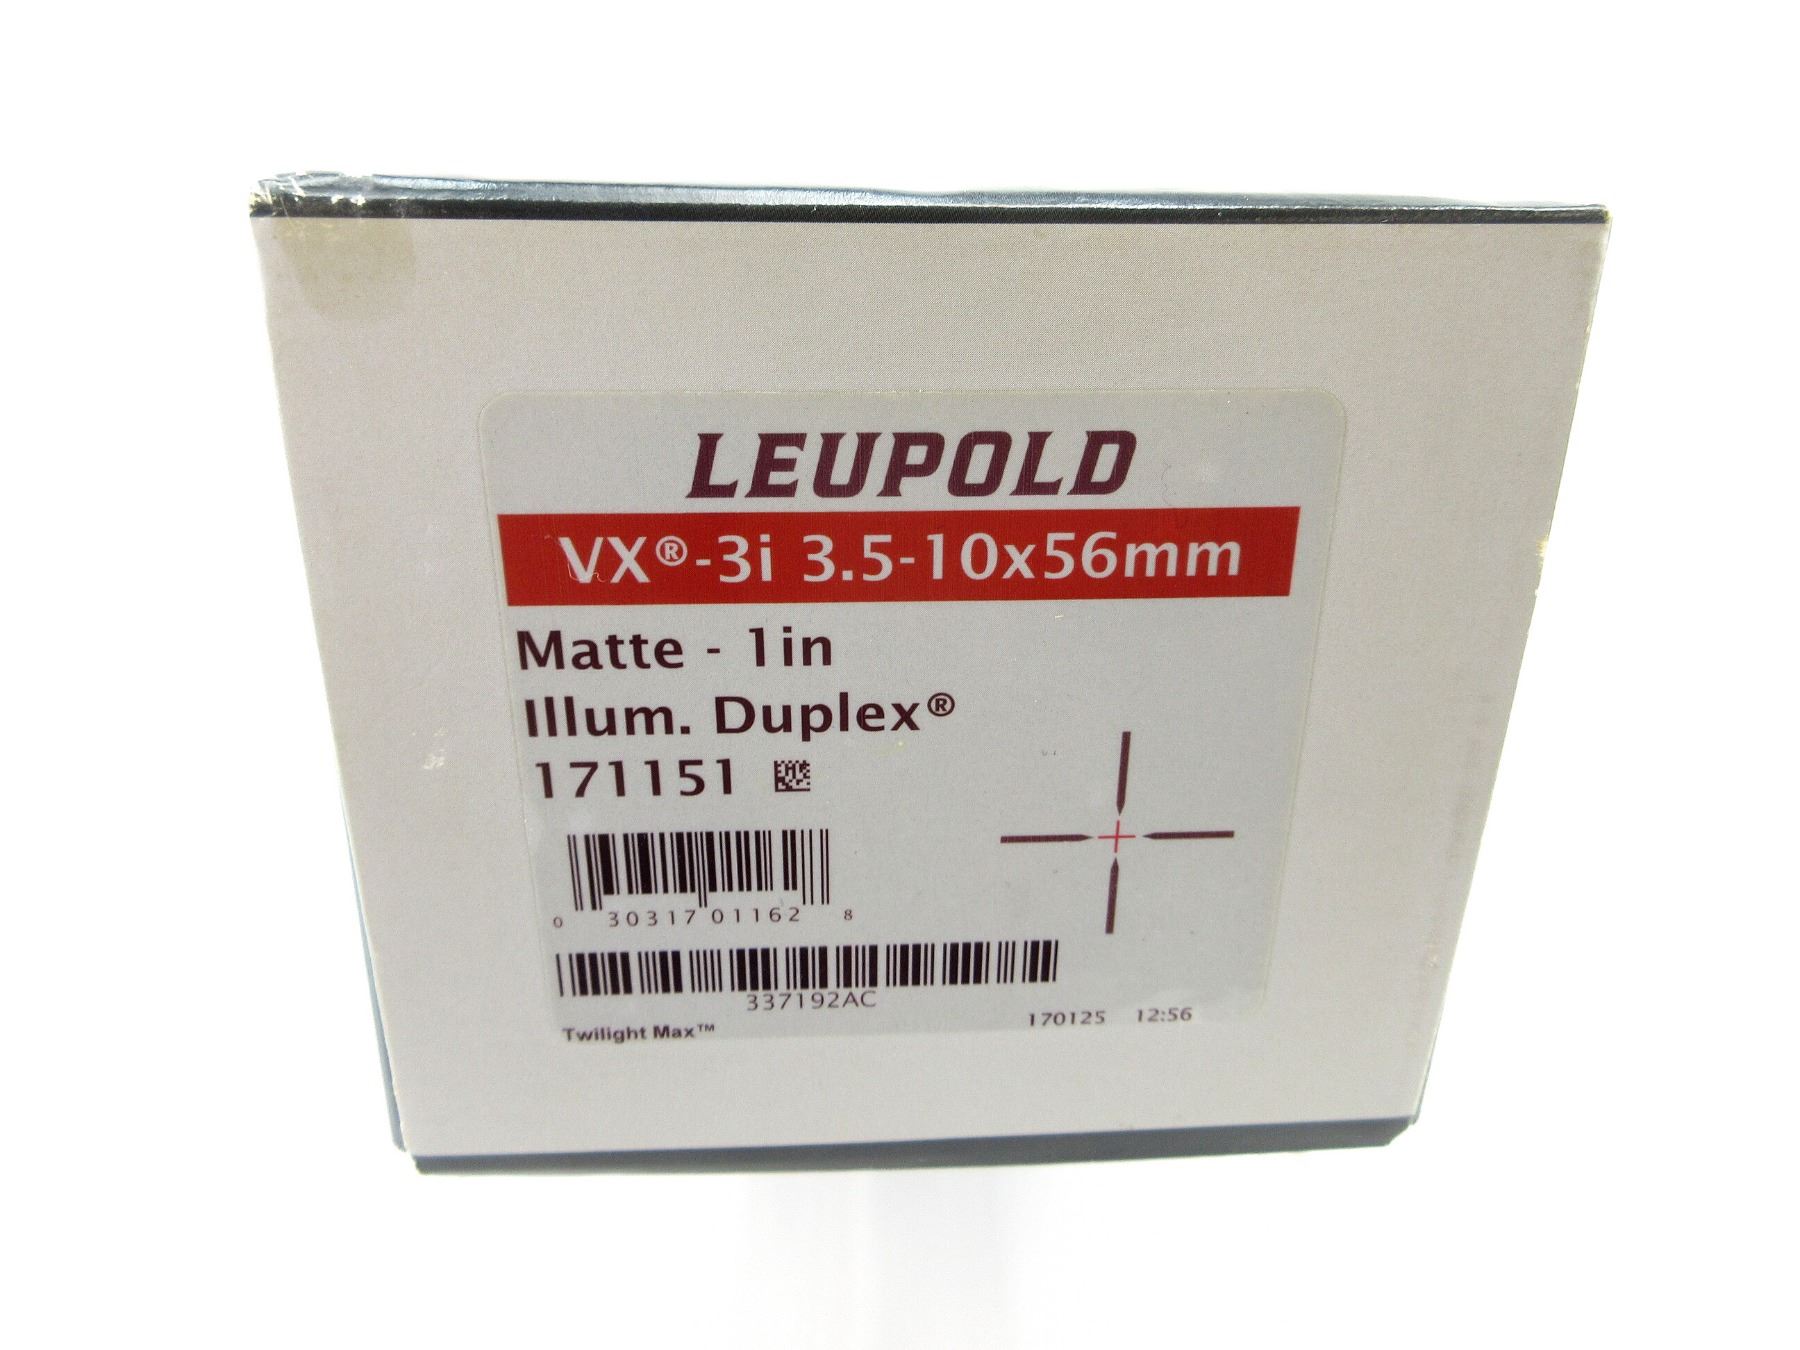 LEUPOLD
VX®-3i 3.5-10x56mm
Matte - 1in
Illum. Duplex®
171151
0 30317 01162 8
337192AC
Twilight Max™ 170125 12:56